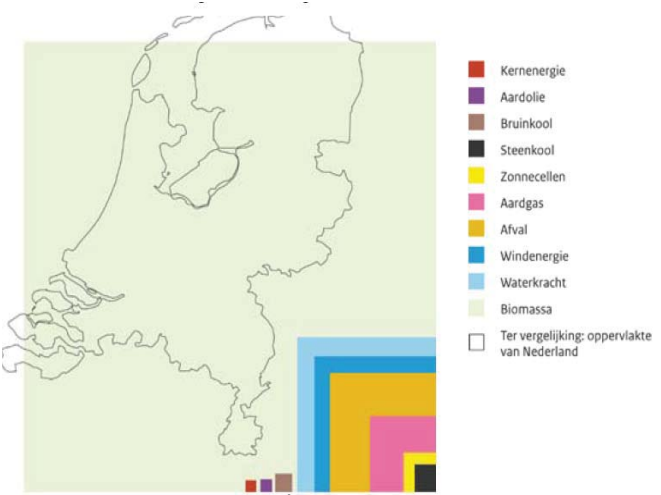 Kernenergie
Aardolie
Bruinkool
Steenkool
Zonnecellen
Aardgas
Afval
Windenergie
Waterkracht
Biomassa
Ter vergelijking: oppervlakte
van Nederland